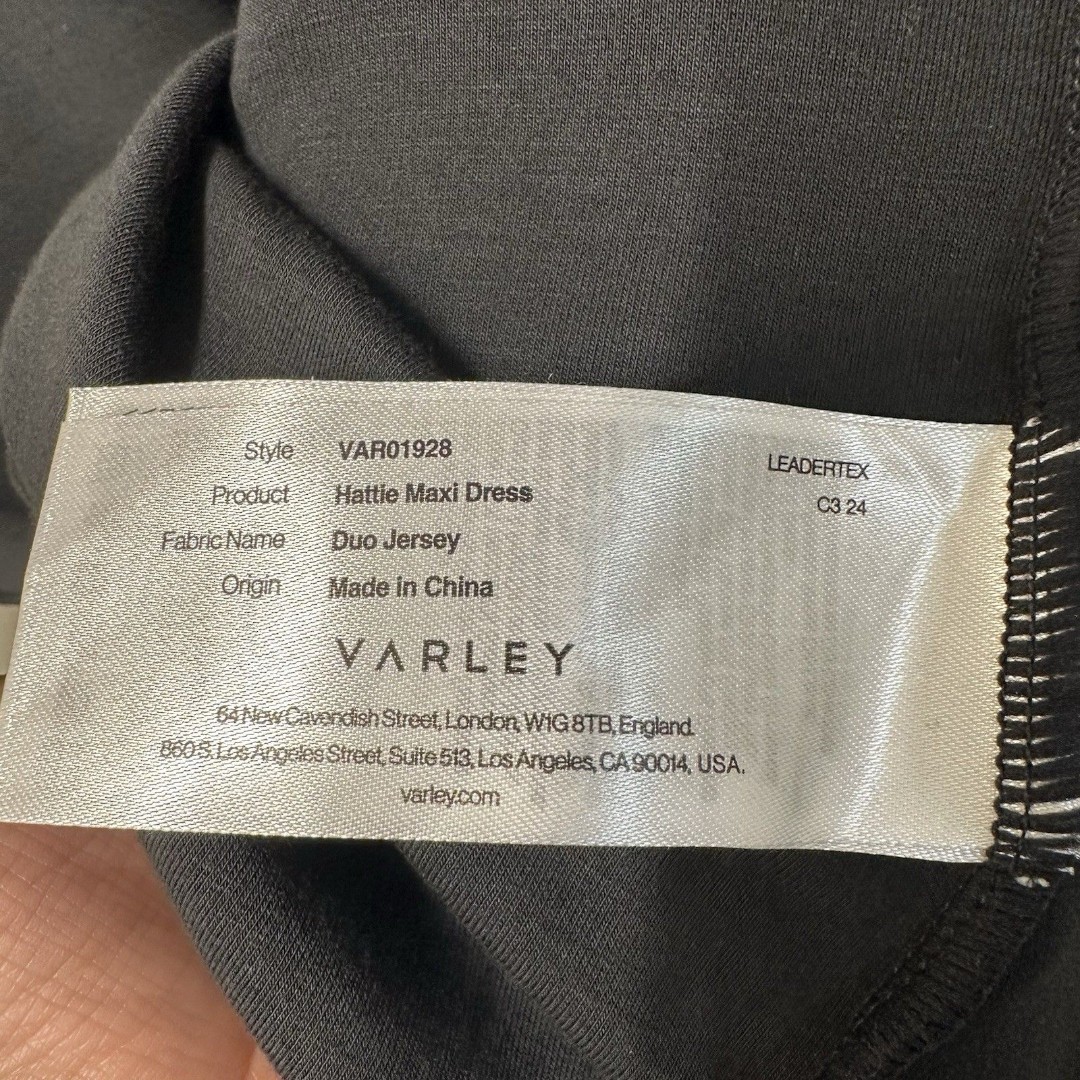 Style VAR01928
Product Hattie Maxi Dress
Fabric Name Duo Jersey
Origin Made in China
LEADERTEX
C3 24
VARLEY
64 New Cavendish Street, London, W1G 8TB, England.
860 S. Los Angeles Street, Suite 513, Los Angeles, CA 90014, USA.
varley.com